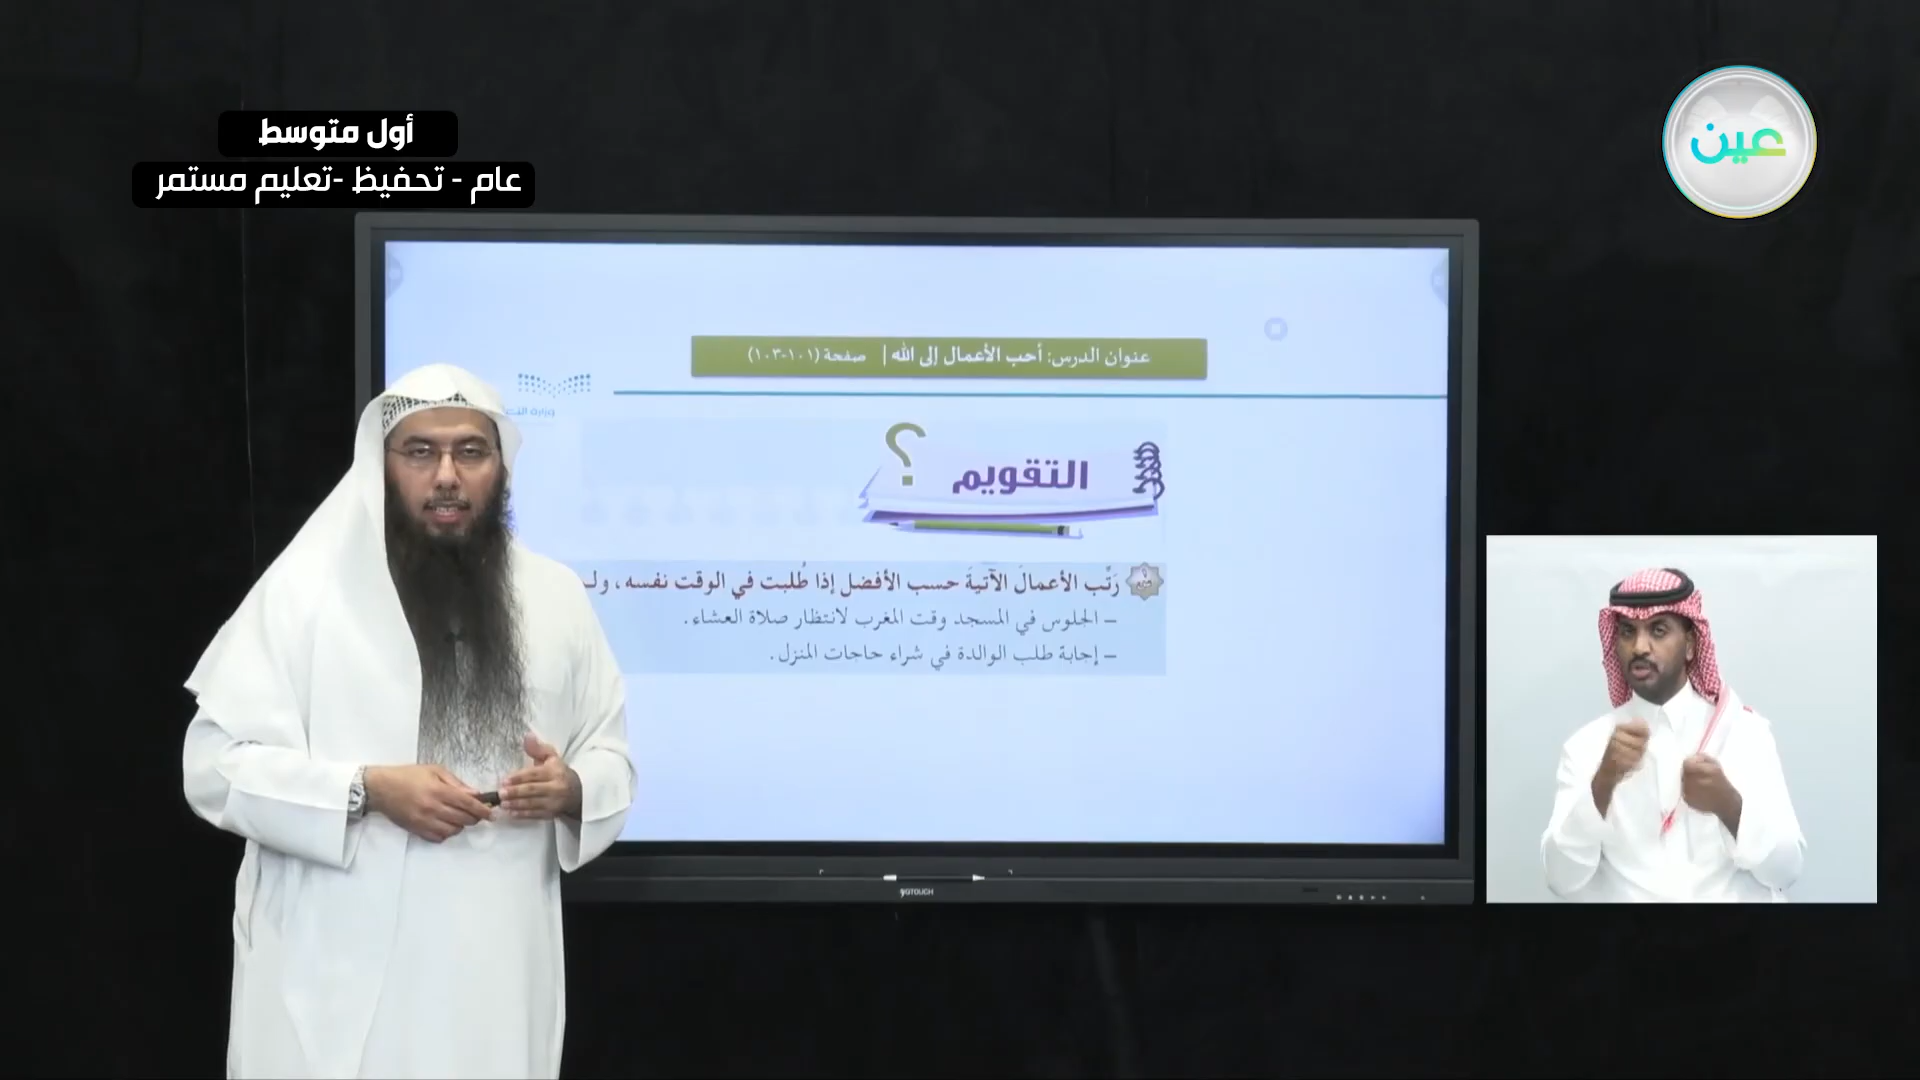 أول متوسط
عام - تحفيظ -تعليم مستمر
عين
عنوان الدرس: أحب الأعمال إلى الله | صفحة (١٠١-١٠٣)
وزارة
التقويم ؟
رَتِّب الأعمالَ الآتيةَ حسب الأفضل إذا طُلبت في الوقت نفسه ،
– الجلوس في المسجد وقت المغرب لانتظار صلاة العشاء .
– إجابة طلب الوالدة في شراء حاجات المنزل .